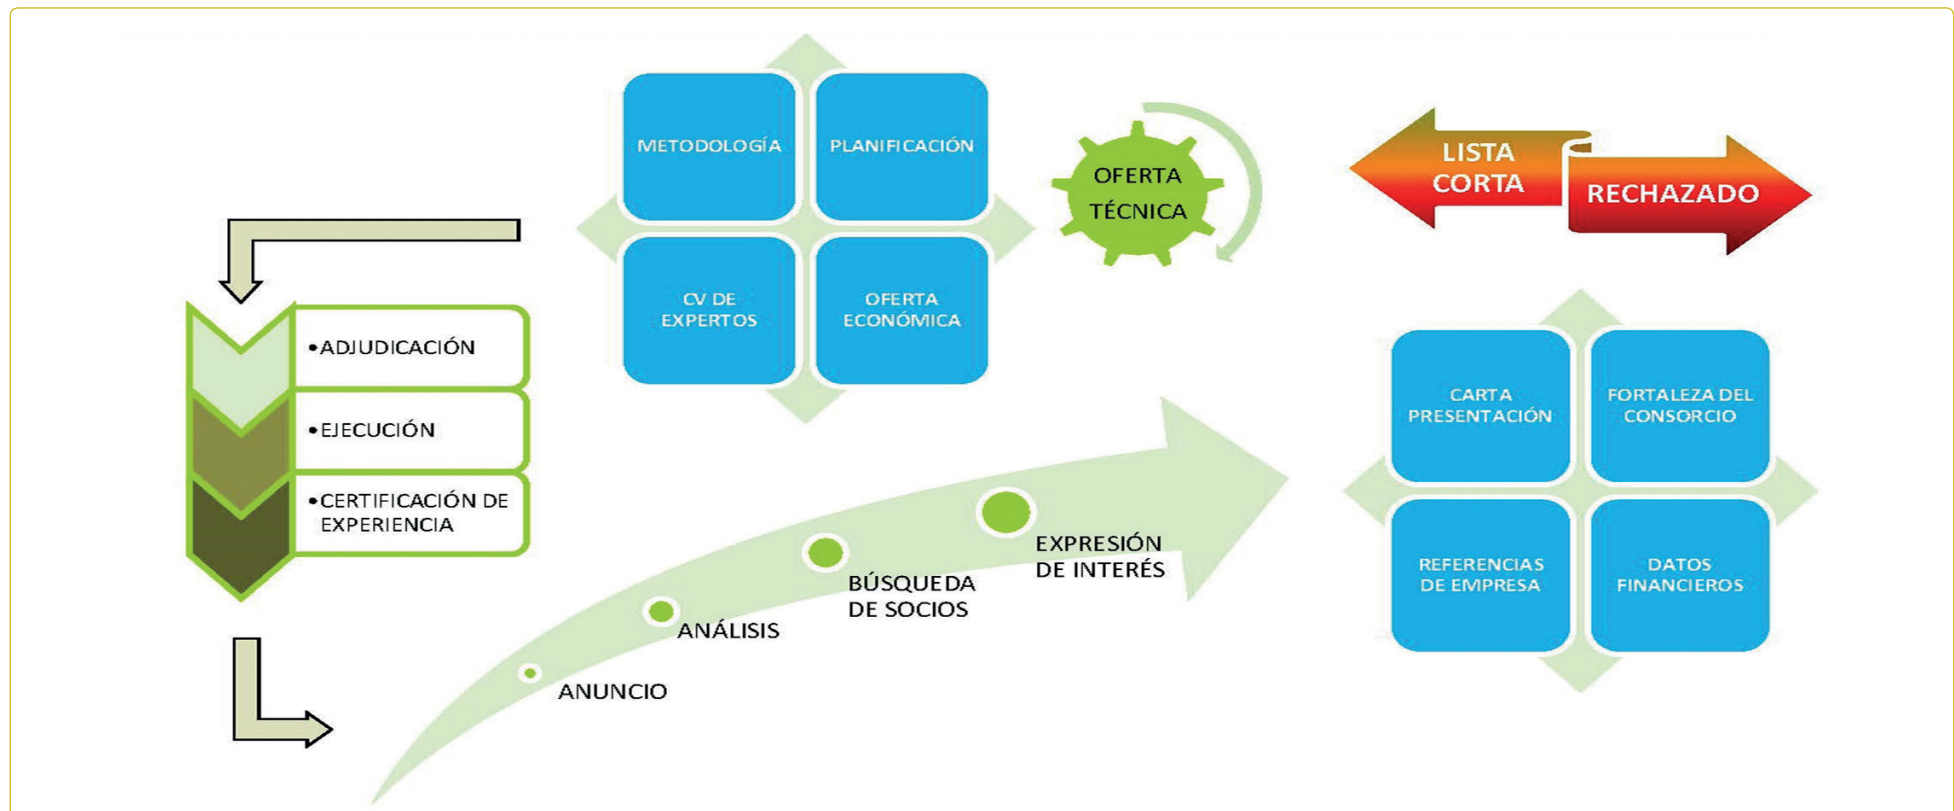 METODOLOGÍA
PLANIFICACIÓN
CV DE
EXPERTOS
OFERTA
ECONÓMICA
OFERTA
TÉCNICA
LISTA
CORTA
RECHAZADO
•ADJUDICACIÓN
•EJECUCIÓN
•CERTIFICACIÓN DE
EXPERIENCIA
CARTA
PRESENTACIÓN
FORTALEZA DEL
CONSORCIO
REFERENCIAS
DE EMPRESA
DATOS
FINANCIEROS
ANUNCIO
ANÁLISIS
BÚSQUEDA
DE SOCIOS
EXPRESIÓN
DE INTERÉS